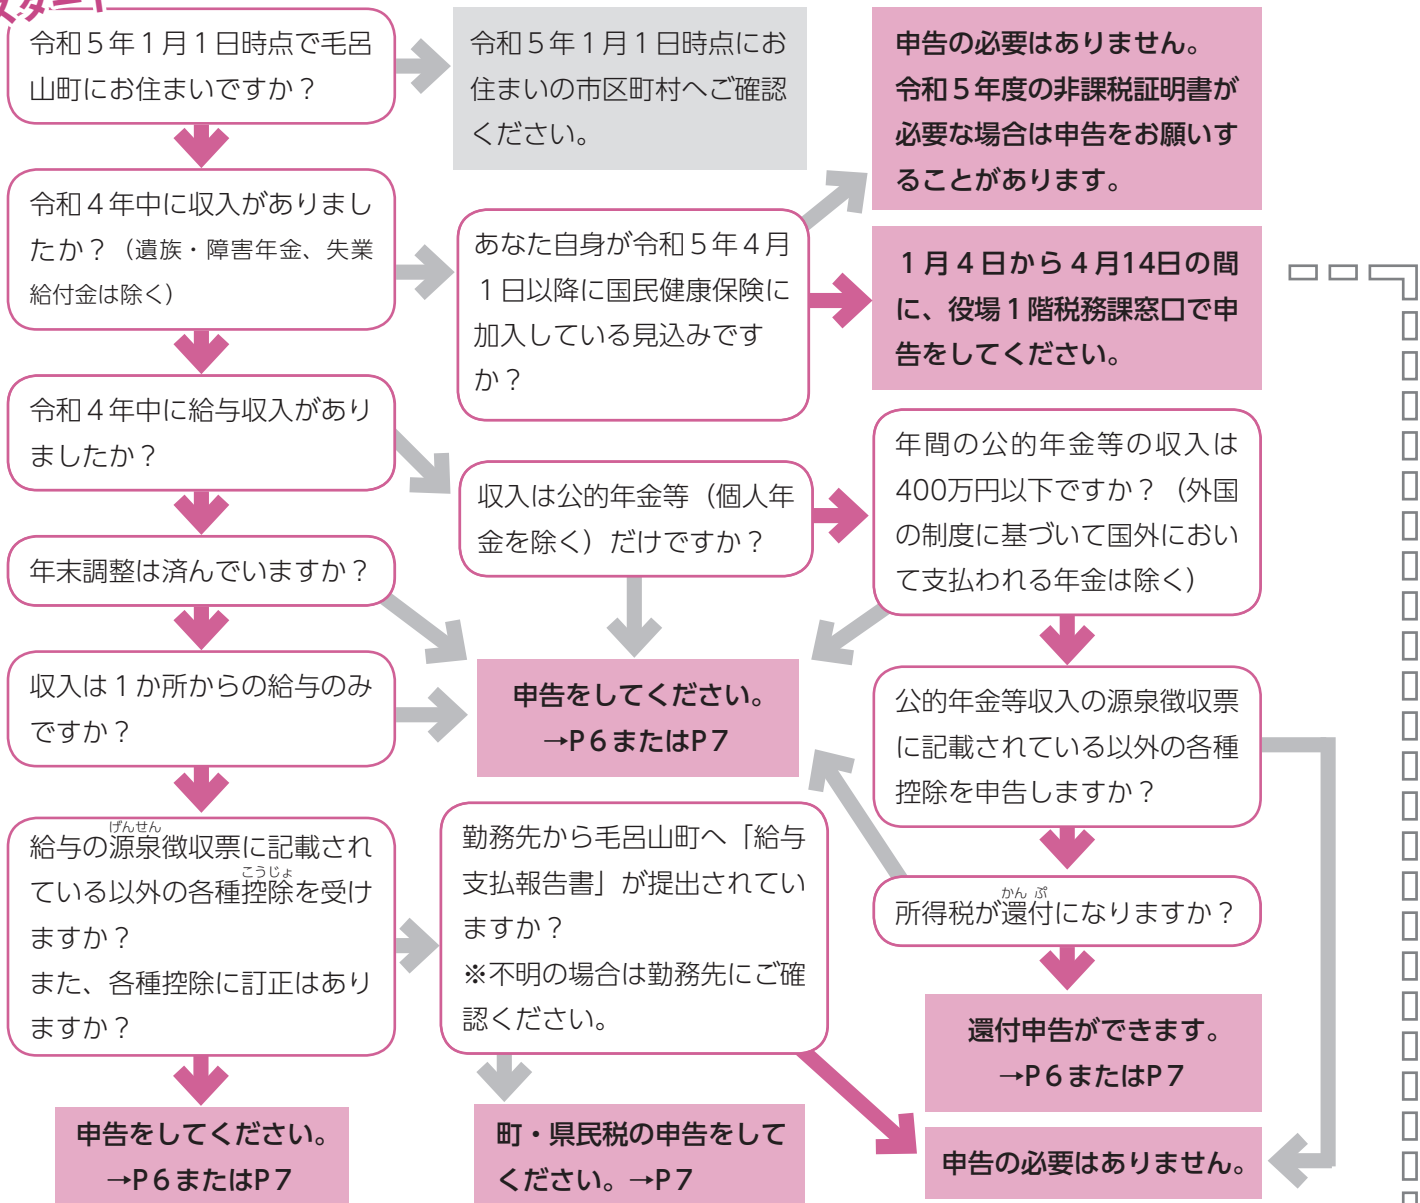 スタート
令和５年１月１日時点で毛呂
山町にお住まいですか？
令和５年１月１日時点にお
住まいの市区町村へご確認
ください。
申告の必要はありません。
令和５年度の非課税証明書が
必要な場合は申告をお願いす
ることがあります。
令和４年中に収入がありまし
たか？（遺族・障害年金、失業
給付金は除く）
あなた自身が令和５年４月
１日以降に国民健康保険に
加入している見込みです
か？
１月４日から４月14日の間
に、役場１階税務課窓口で申
告をしてください。
令和４年中に給与収入があり
ましたか？
収入は公的年金等（個人年
金を除く）だけですか？
年間の公的年金等の収入は
400万円以下ですか？（外国
の制度に基づいて国外におい
て支払われる年金は除く）
年末調整は済んでいますか？
収入は１か所からの給与のみ
ですか？
申告をしてください。
→P６またはP７
公的年金等収入の源泉徴収票
に記載されている以外の各種
控除を申告しますか？
げんせん
給与の源泉徴収票に記載され
こうじょ
ている以外の各種控除を受け
ますか？
また、各種控除に訂正はあり
ますか？
勤務先から毛呂山町へ「給与
支払報告書」が提出されてい
ますか？
※不明の場合は勤務先にご確
認ください。
かん ぷ
所得税が還付になりますか？
還付申告ができます。
→P６またはP７
申告をしてください。
→P６またはP７
町・県民税の申告をして
ください。→P７
申告の必要はありません。